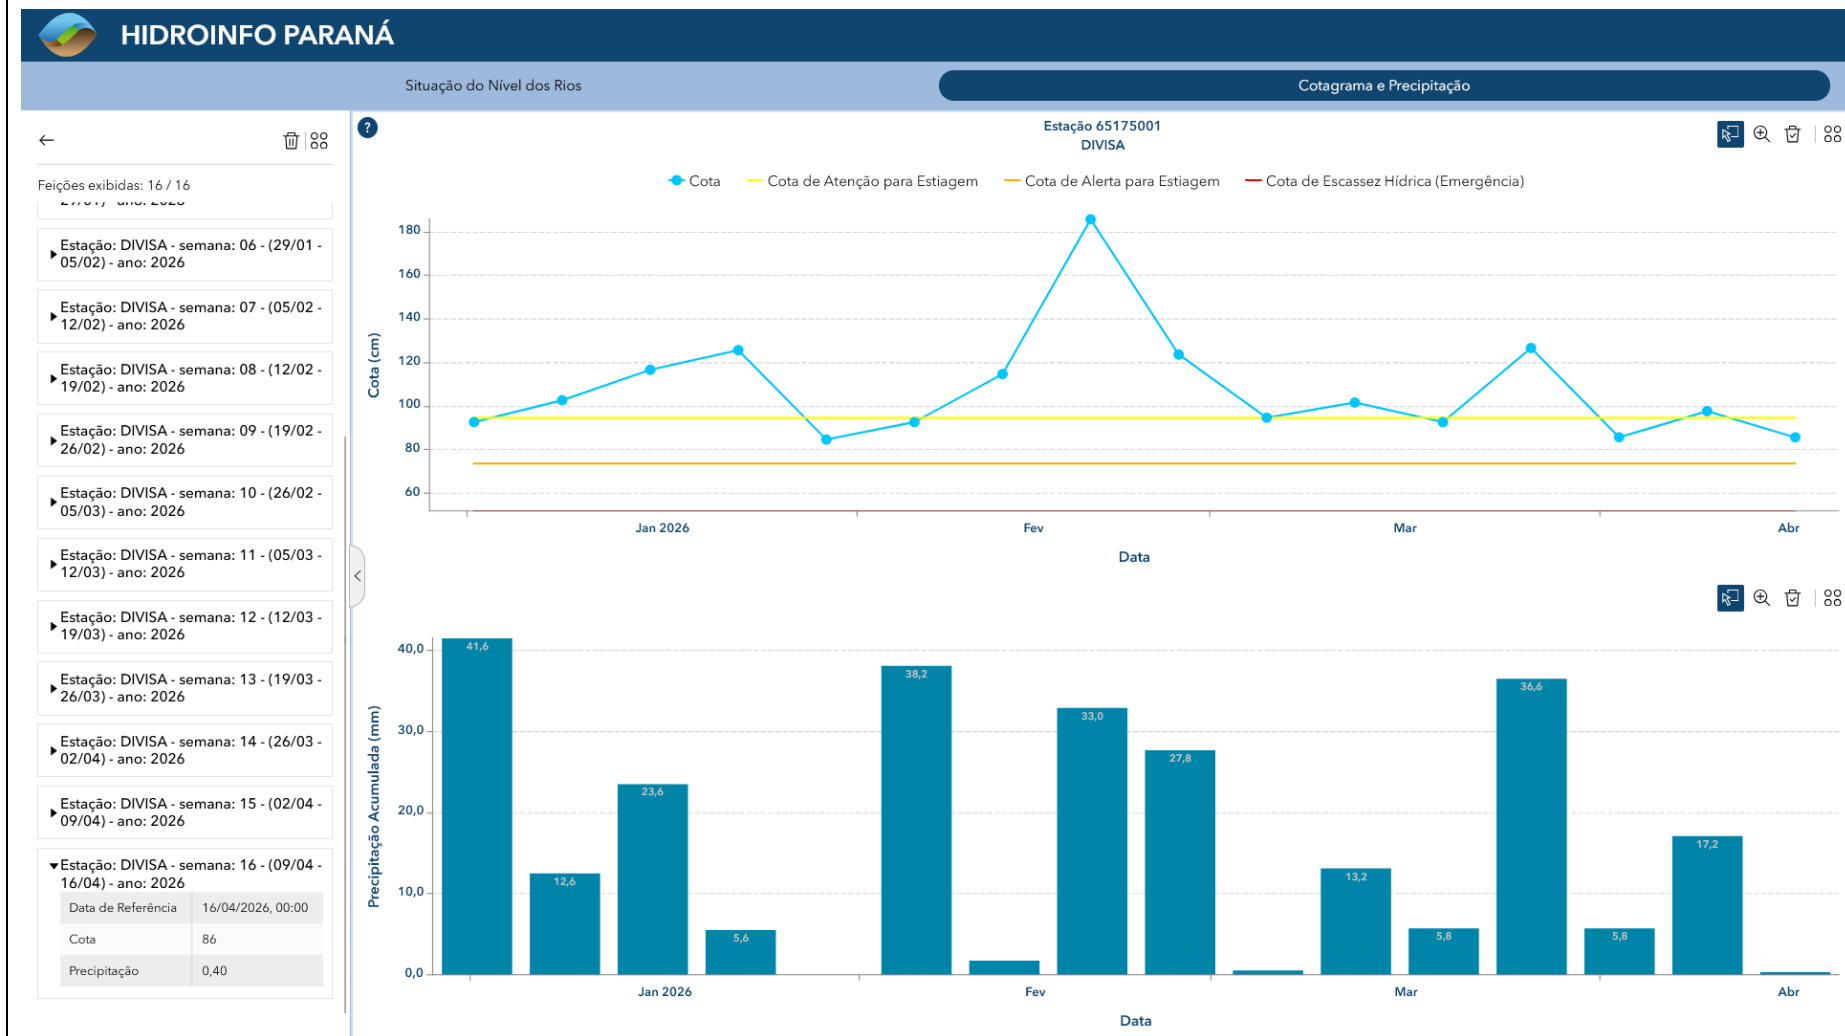 HIDROINFO PARANÁ
Situação do Nível dos Rios
Cotagrama e Precipitação
Feições exibidas: 16 / 16
29/01) - ano: 2026
Estação: DIVISA - semana: 06 - (29/01 -
05/02) - ano: 2026
Estação: DIVISA - semana: 07 - (05/02 -
12/02) - ano: 2026
Estação: DIVISA - semana: 08 - (12/02 -
19/02) - ano: 2026
Estação: DIVISA - semana: 09 - (19/02 -
26/02) - ano: 2026
Estação: DIVISA - semana: 10 - (26/02 -
05/03) - ano: 2026
Estação: DIVISA - semana: 11 - (05/03 -
12/03) - ano: 2026
Estação: DIVISA - semana: 12 - (12/03 -
19/03) - ano: 2026
Estação: DIVISA - semana: 13 - (19/03 -
26/03) - ano: 2026
Estação: DIVISA - semana: 14 - (26/03 -
02/04) - ano: 2026
Estação: DIVISA - semana: 15 - (02/04 -
09/04) - ano: 2026
Estação: DIVISA - semana: 16 - (09/04 -
16/04) - ano: 2026
Data de Referência 16/04/2026, 00:00
Cota 86
Precipitação 0,40
?
Estação 65175001
DIVISA
Cota Cota de Atenção para Estiagem Cota de Alerta para Estiagem Cota de Escassez Hídrica (Emergência)
Cota (cm)
180
160
140
120
100
80
60
Jan 2026 Fev Mar Abr
Data
Precipitação Acumulada (mm)
40,0
30,0
20,0
10,0
0,0
41,6
12,6
23,6
5,6
38,2
33,0
27,8
13,2
5,8
36,6
5,8
17,2
Jan 2026 Fev Mar Abr
Data